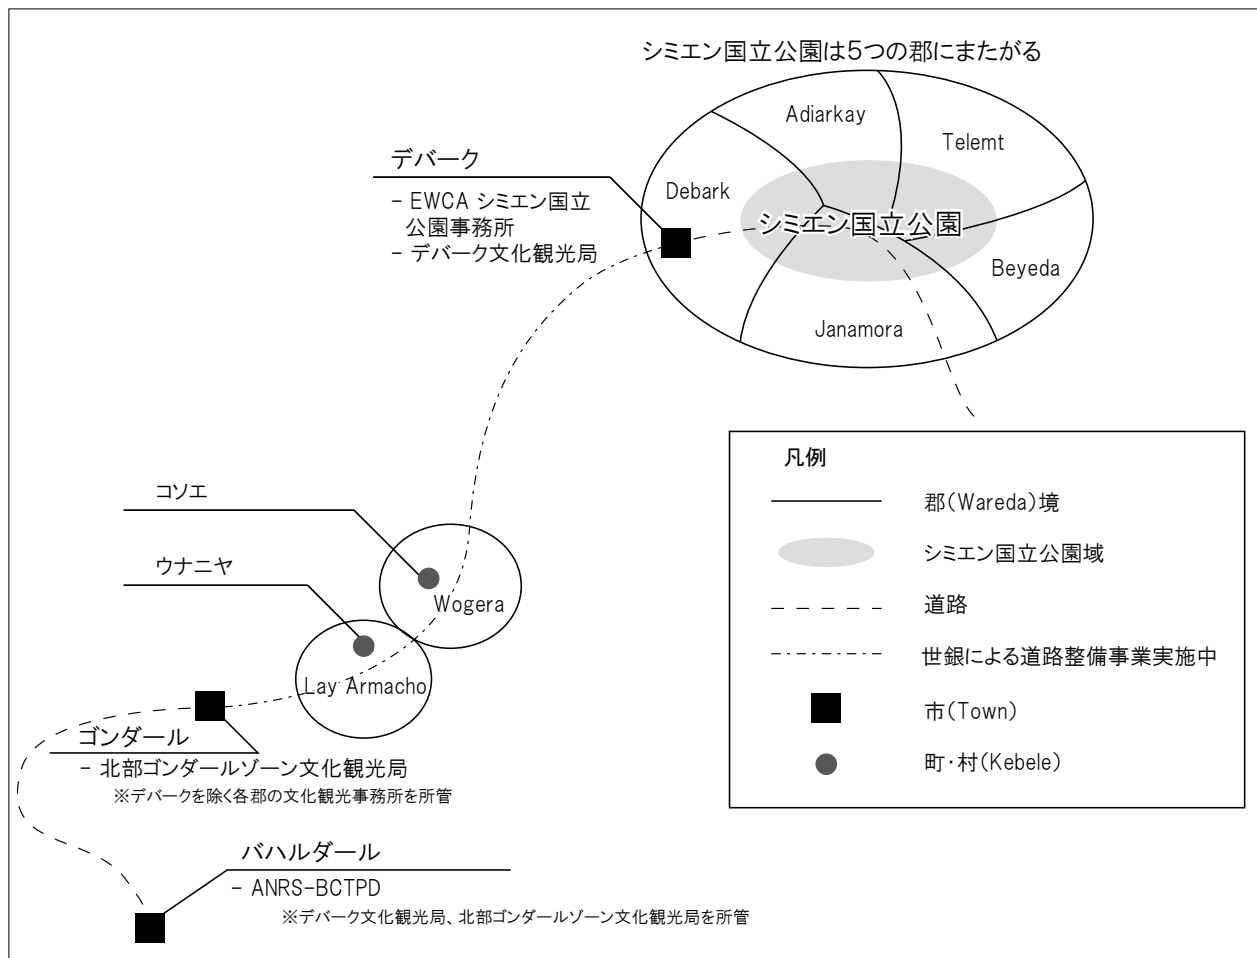 シミエン国立公園は5つの郡にまたがる
Adiarkay
Telemt
デバーク
Debark
- EWCA シミエン国立
公園事務所
- デバーク文化観光局
シミエン国立公園
Beyeda
Janamora
凡例
郡(Wareda)境
シミエン国立公園域
道路
世銀による道路整備事業実施中
市(Town)
町・村(Kebele)
コソエ
ウナニヤ
Wogera
Lay Armacho
ゴンダール
- 北部ゴンダールゾーン文化観光局
※デバークを除く各郡の文化観光事務所を所管
バハルダール
- ANRS-BCTPD
※デバーク文化観光局、北部ゴンダールゾーン文化観光局を所管